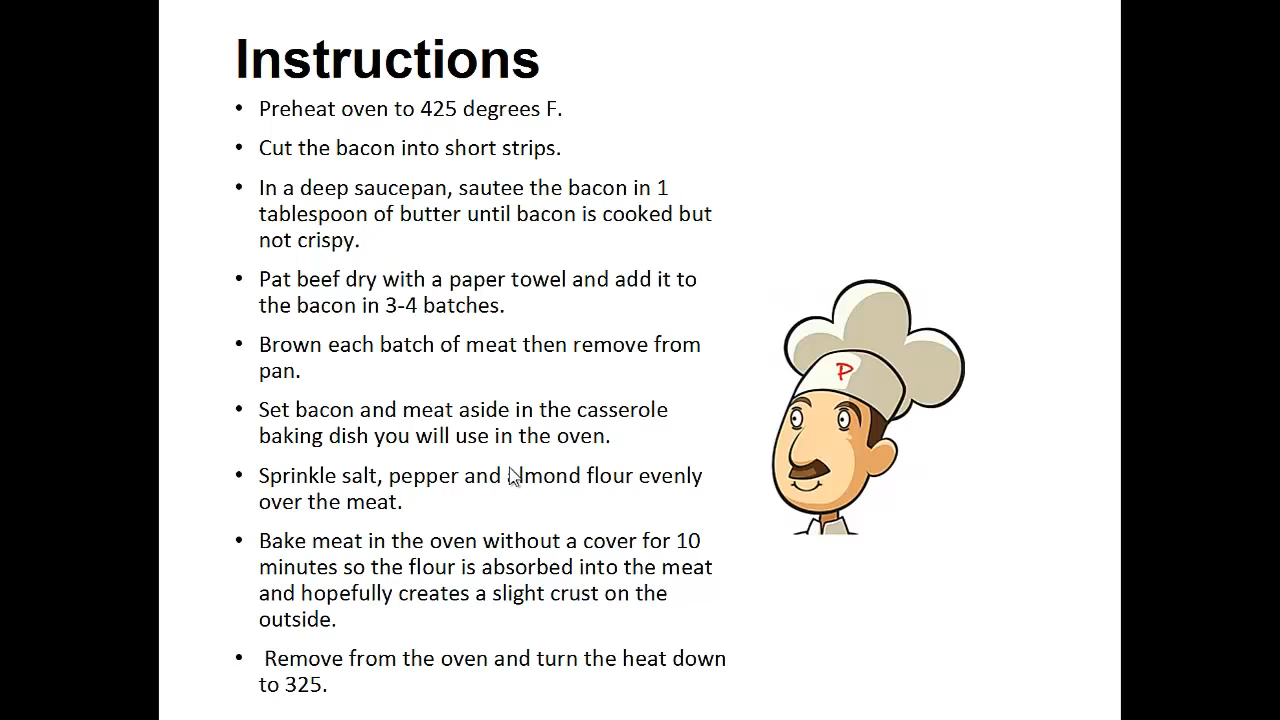 Instructions
• Preheat oven to 425 degrees F.
• Cut the bacon into short strips.
• In a deep saucepan, sautee the bacon in 1
tablespoon of butter until bacon is cooked but
not crispy.
• Pat beef dry with a paper towel and add it to
the bacon in 3-4 batches.
• Brown each batch of meat then remove from
pan.
• Set bacon and meat aside in the casserole
baking dish you will use in the oven.
• Sprinkle salt, pepper and almond flour evenly
over the meat.
• Bake meat in the oven without a cover for 10
minutes so the flour is absorbed into the meat
and hopefully creates a slight crust on the
outside.
• Remove from the oven and turn the heat down
to 325.
P